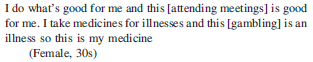 I do what's good for me and this [attending meetings] is good
for me. I take medicines for illnesses and this [gambling] is an
illness so this is my medicine
(Female, 30s)